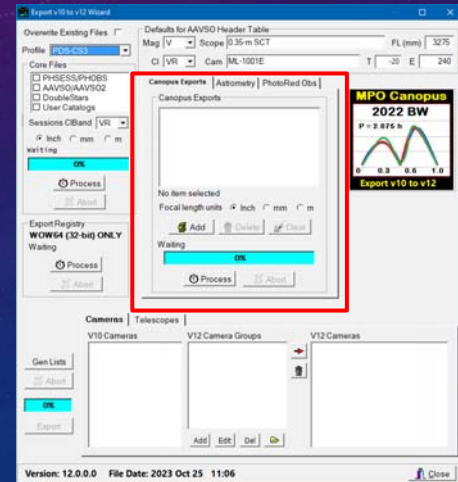 Export v10 to v12 Wizard
Overwrite Existing Files
Profile PDS-CS3
Core Files
PHSESS/PHOBS
AAVSO/AAVSO2
DoubleStars
User Catalogs
Sessions ClBand VR
Inch mm m
Waiting
0%
Process
Abort
Export Registry
WOW64 (32-bit) ONLY
Waiting
Process
Abort
Defaults for AAVSO Header Table
Mag V Scope 0.35-m SCT FL (mm) 3275
CI VR Cam ML-1001E T -20 E 240
Canopus Exports Astrometry PhotoRed Obs
Canopus Exports
No item selected
Focal length units Inch mm m
Add Delete Clear
Waiting
0%
Process Abort
MPO Canopus
2022 BW
P = 2.875 h
0 0.3 0.5 1.0
Export v10 to v12
Cameras Telescopes
V10 Cameras V12 Camera Groups V12 Cameras
Gen Lists
Abort
0%
Export
Add Edit Del
Version: 12.0.0.0 File Date: 2023 Oct 25 11:06 Close